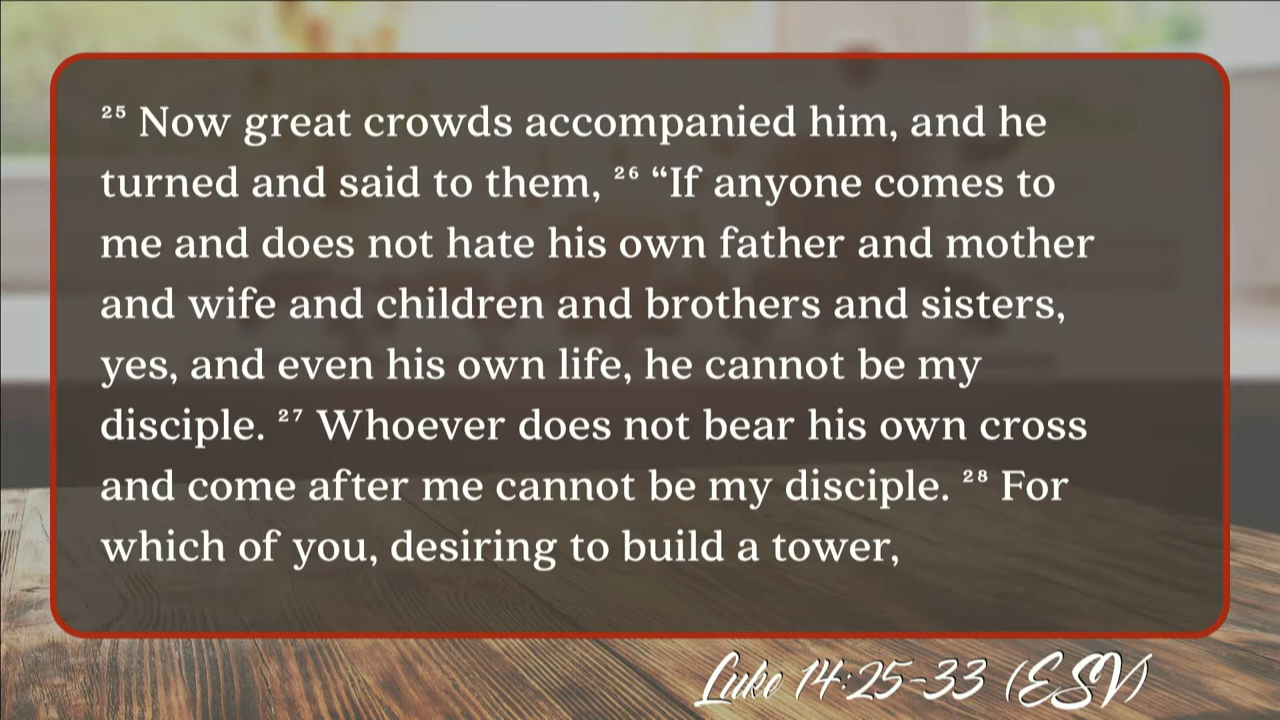 ²⁵ Now great crowds accompanied him, and he
turned and said to them, ²⁶ “If anyone comes to
me and does not hate his own father and mother
and wife and children and brothers and sisters,
yes, and even his own life, he cannot be my
disciple. ²⁷ Whoever does not bear his own cross
and come after me cannot be my disciple. ²⁸ For
which of you, desiring to build a tower,
Luke 14:25-33 (ESV)